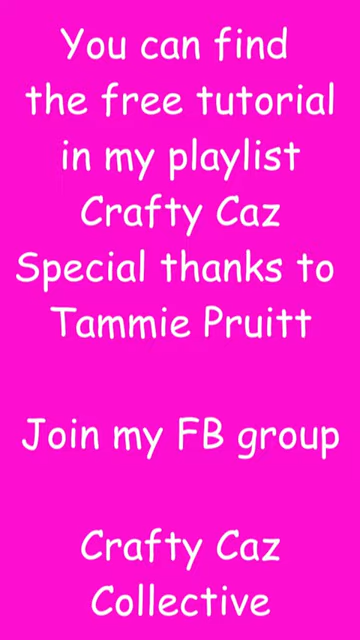 You can find
the free tutorial
in my playlist
Crafty Caz
Special thanks to
Tammie Pruitt
Join my FB group
Crafty Caz
Collective